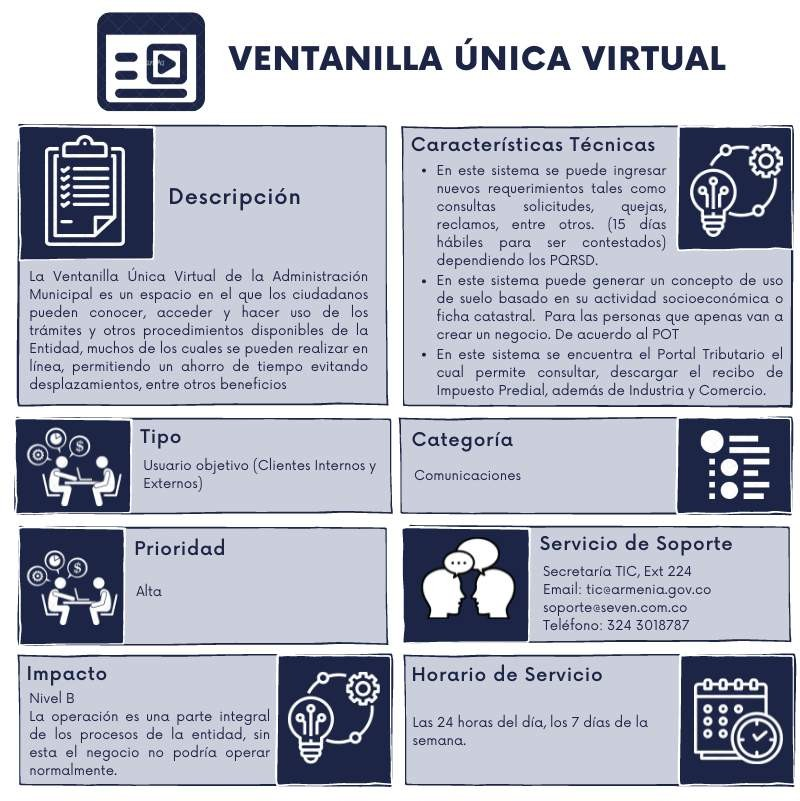 VENTANILLA ÚNICA VIRTUAL
Descripción
La Ventanilla Única Virtual de la Administración
Municipal es un espacio en el que los ciudadanos
pueden conocer, acceder y hacer uso de los
trámites y otros procedimientos disponibles de la
Entidad, muchos de los cuales se pueden realizar en
línea, permitiendo un ahorro de tiempo evitando
desplazamientos, entre otros beneficios
Características Técnicas
• En este sistema se puede ingresar
nuevos requerimientos tales como
consultas solicitudes, quejas,
reclamos, entre otros. (15 días
hábiles para ser contestados)
dependiendo los PQRSD.
• En este sistema puede generar un concepto de uso
de suelo basado en su actividad socioeconómica o
ficha catastral. Para las personas que apenas van a
crear un negocio. De acuerdo al POT
• En este sistema se encuentra el Portal Tributario el
cual permite consultar, descargar el recibo de
Impuesto Predial, además de Industria y Comercio.
Tipo
Usuario objetivo (Clientes Internos y
Externos)
Categoría
Comunicaciones
Prioridad
Alta
Servicio de Soporte
Secretaría TIC, Ext 224
Email: tic@armenia.gov.co
soporte@seven.com.co
Teléfono: 324 3018787
Impacto
Nivel B
La operación es una parte integral
de los procesos de la entidad, sin
esta el negocio no podría operar
normalmente.
Horario de Servicio
Las 24 horas del día, los 7 días de la
semana.